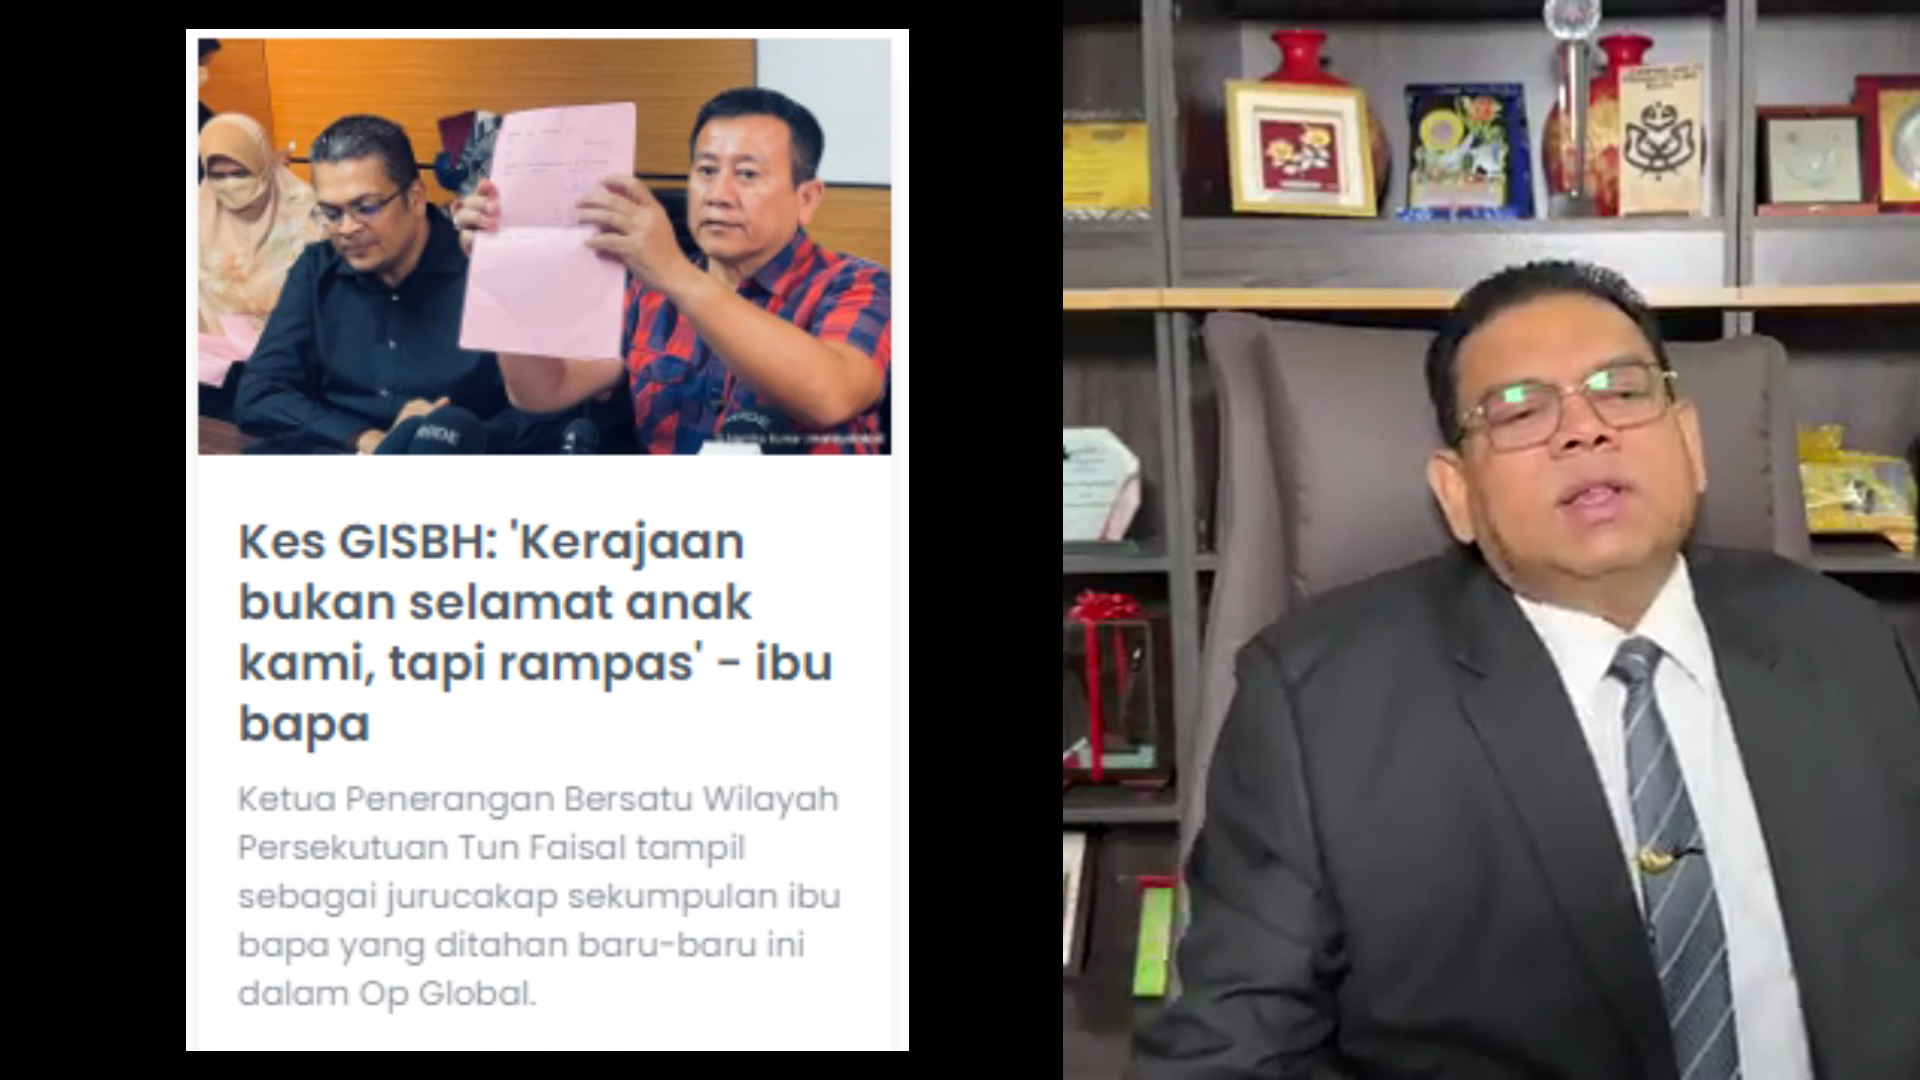 Kes GISBH: 'Kerajaan
bukan selamat anak
kami, tapi rampas' - ibu
bapa
Ketua Penerangan Bersatu Wilayah
Persekutuan Tun Faisal tampil
sebagai jurucakap sekumpulan ibu
bapa yang ditahan baru-baru ini
dalam Op Global.